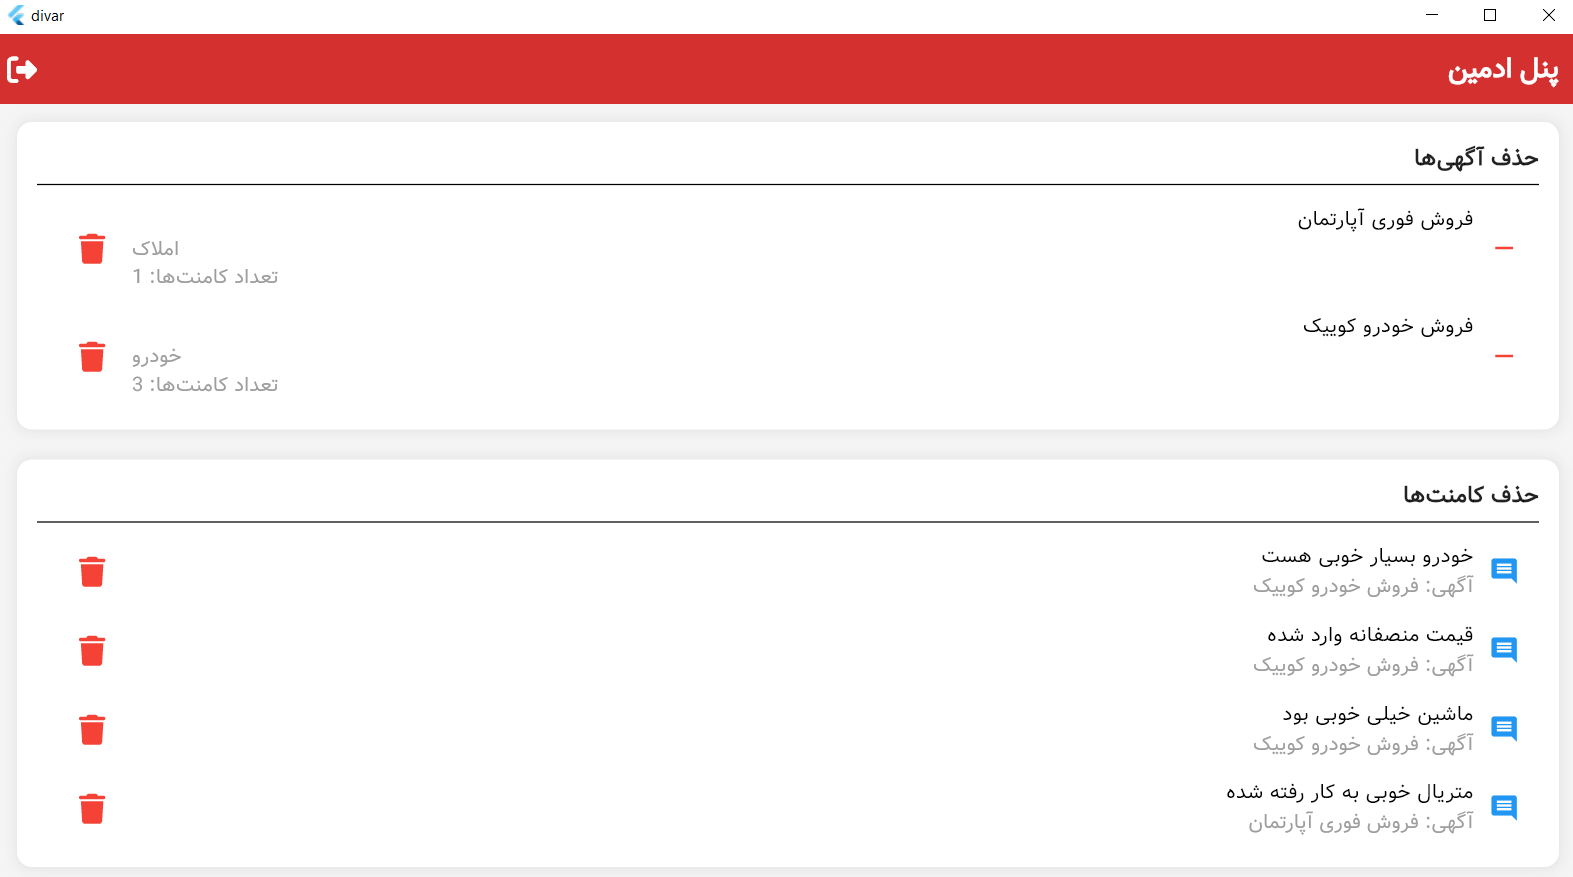 divar
پنل ادمین
حذف آگهی‌ها
فروش فوری آپارتمان
املاک
تعداد کامنت‌ها: 1
فروش خودرو کوییک
خودرو
تعداد کامنت‌ها: 3
حذف کامنت‌ها
خودرو بسیار خوبی هست
آگهی: فروش خودرو کوییک
قیمت منصفانه وارد شده
آگهی: فروش خودرو کوییک
ماشین خیلی خوبی بود
آگهی: فروش خودرو کوییک
متریال خوبی به کار رفته شده
آگهی: فروش فوری آپارتمان